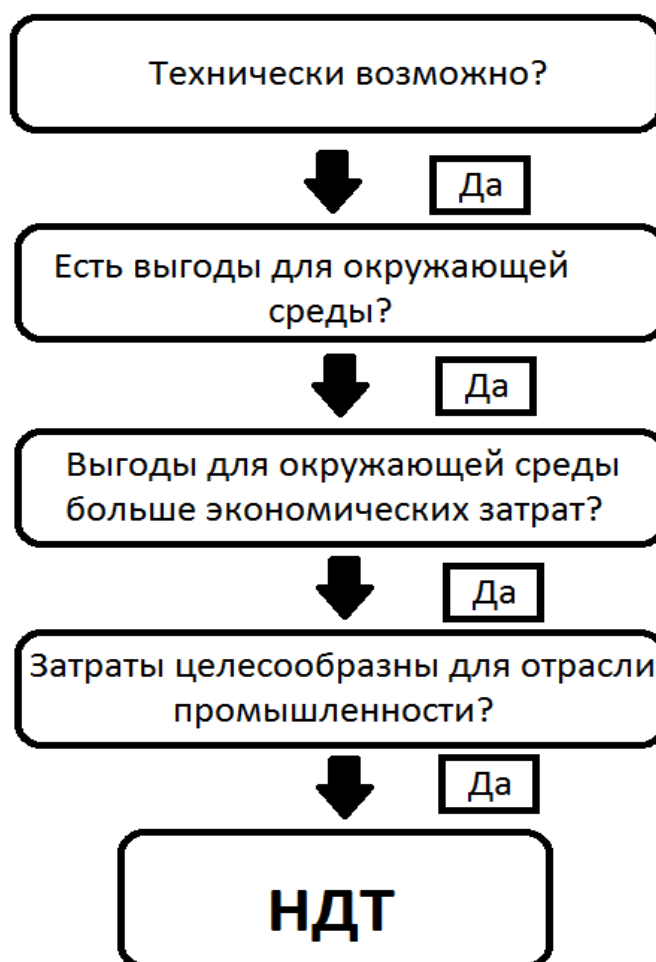 Технически возможно?
Да
Есть выгоды для окружающей
среды?
Да
Выгоды для окружающей среды
больше экономических затрат?
Да
Затраты целесообразны для отрасли
промышленности?
Да
НДТ